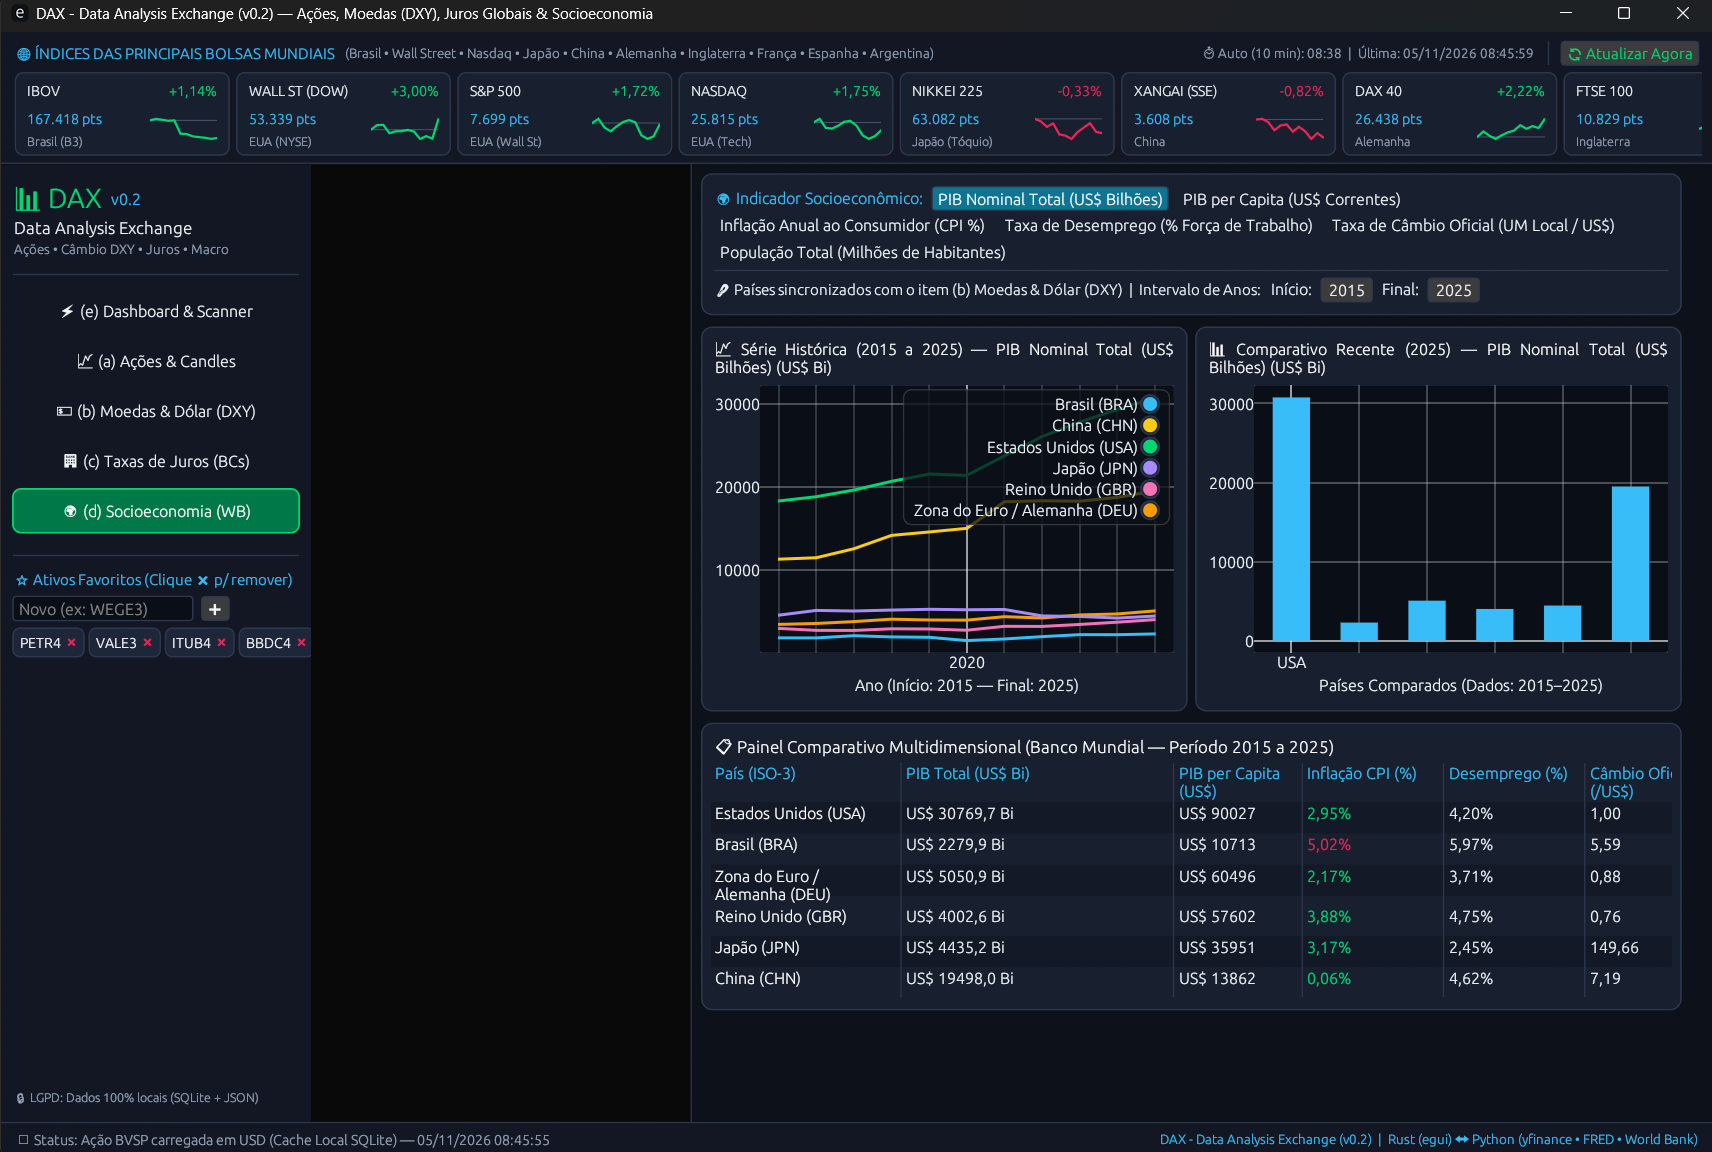 e DAX - Data Analysis Exchange (v0.2) — Ações, Moedas (DXY), Juros Globais & Socioeconomia
ÍNDICES DAS PRINCIPAIS BOLSAS MUNDIAIS (Brasil • Wall Street • Nasdaq • Japão • China • Alemanha • Inglaterra • França • Espanha • Argentina) Auto (10 min): 08:38 | Última: 05/11/2026 08:45:59 Atualizar Agora
IBOV +1,14% WALL ST (DOW) +3,00% S&P 500 +1,72% NASDAQ +1,75% NIKKEI 225 -0,33% XANGAI (SSE) -0,82% DAX 40 +2,22% FTSE 100
167.418 pts 53.339 pts 7.699 pts 25.815 pts 63.082 pts 3.608 pts 26.438 pts 10.829 pts
Brasil (B3) EUA (NYSE) EUA (Wall St) EUA (Tech) Japão (Tóquio) China Alemanha Inglaterra
DAX v0.2
Data Analysis Exchange
Ações • Câmbio DXY • Juros • Macro
(e) Dashboard & Scanner
(a) Ações & Candles
(b) Moedas & Dólar (DXY)
(c) Taxas de Juros (BCs)
(d) Socioeconomia (WB)
Ativos Favoritos (Clique × p/ remover)
Novo (ex: WEGE3) +
PETR4 × VALE3 × ITUB4 × BBDC4 ×
LGPD: Dados 100% locais (SQLite + JSON)
Indicador Socioeconômico: PIB Nominal Total (US$ Bilhões) PIB per Capita (US$ Correntes)
Inflação Anual ao Consumidor (CPI %) Taxa de Desemprego (% Força de Trabalho) Taxa de Câmbio Oficial (UM Local / US$)
População Total (Milhões de Habitantes)
Países sincronizados com o item (b) Moedas & Dólar (DXY) | Intervalo de Anos: Início: 2015 Final: 2025
Série Histórica (2015 a 2025) — PIB Nominal Total (US$
Bilhões) (US$ Bi)
30000
20000
10000
Brasil (BRA)
China (CHN)
Estados Unidos (USA)
Japão (JPN)
Reino Unido (GBR)
Zona do Euro / Alemanha (DEU)
2020
Ano (Início: 2015 — Final: 2025)
Comparativo Recente (2025) — PIB Nominal Total (US$
Bilhões) (US$ Bi)
30000
20000
10000
0
USA
Países Comparados (Dados: 2015–2025)
Painel Comparativo Multidimensional (Banco Mundial — Período 2015 a 2025)
País (ISO-3) PIB Total (US$ Bi) PIB per Capita (US$) Inflação CPI (%) Desemprego (%) Câmbio Ofi (/US$)
Estados Unidos (USA) US$ 30769,7 Bi US$ 90027 2,95% 4,20% 1,00
Brasil (BRA) US$ 2279,9 Bi US$ 10713 5,02% 5,97% 5,59
Zona do Euro / Alemanha (DEU) US$ 5050,9 Bi US$ 60496 2,17% 3,71% 0,88
Reino Unido (GBR) US$ 4002,6 Bi US$ 57602 3,88% 4,75% 0,76
Japão (JPN) US$ 4435,2 Bi US$ 35951 3,17% 2,45% 149,66
China (CHN) US$ 19498,0 Bi US$ 13862 0,06% 4,62% 7,19
Status: Ação BVSP carregada em USD (Cache Local SQLite) — 05/11/2026 08:45:55
DAX - Data Analysis Exchange (v0.2) | Rust (egui) ⬌ Python (yfinance • FRED • World Bank)